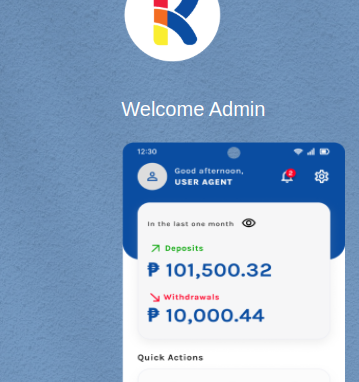 Welcome Admin
12:30
Good afternoon,
USER AGENT
2
In the last one month
Deposits
₱ 101,500.32
Withdrawals
₱ 10,000.44
Quick Actions